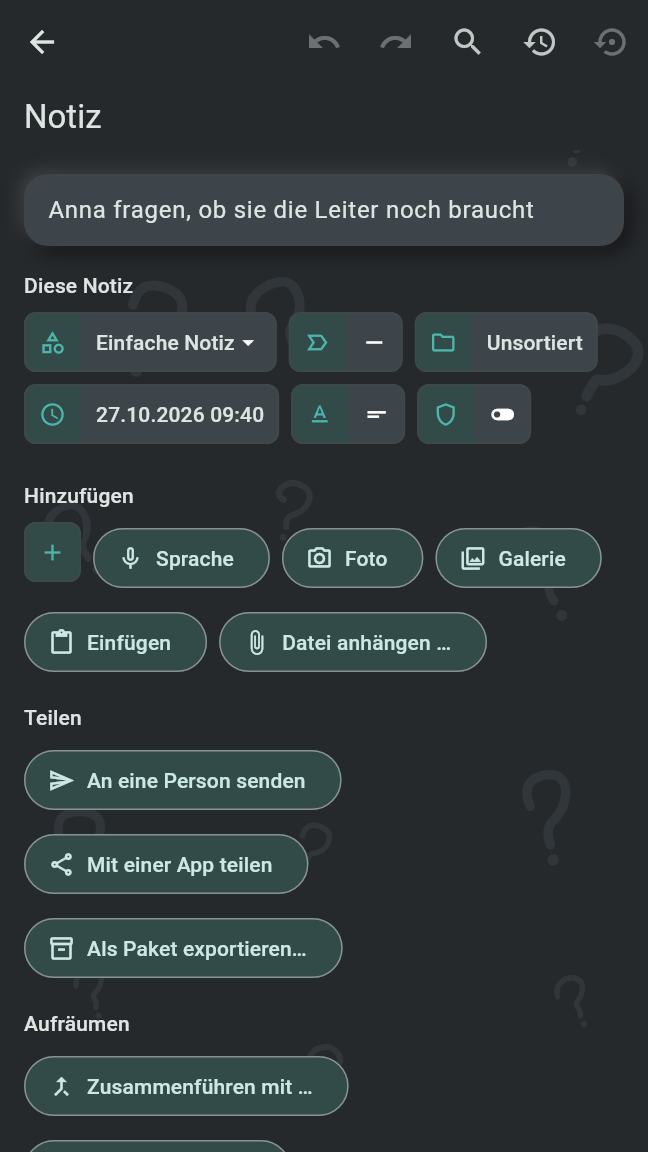 Notiz
Anna fragen, ob sie die Leiter noch braucht
Diese Notiz
Einfache Notiz
Unsortiert
27.10.2026 09:40
Hinzufügen
Sprache
Foto
Galerie
Einfügen
Datei anhängen ...
Teilen
An eine Person senden
Mit einer App teilen
Als Paket exportieren...
Aufräumen
Zusammenführen mit ...